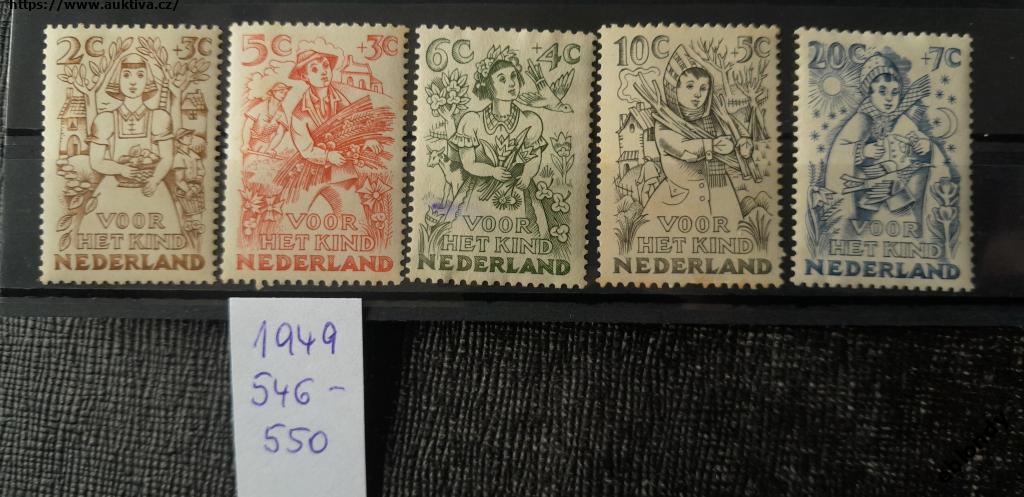 https://www.auktiva.cz/
2C +3C
VOOR
HET KIND
NEDERLAND
5C +3C
VOOR
HET KIND
NEDERLAND
6C +4C
VOOR
HET KIND
NEDERLAND
10C +5C
VOOR
HET KIND
NEDERLAND
20C +7C
VOOR
HET KIND
NEDERLAND
1949
546-
550